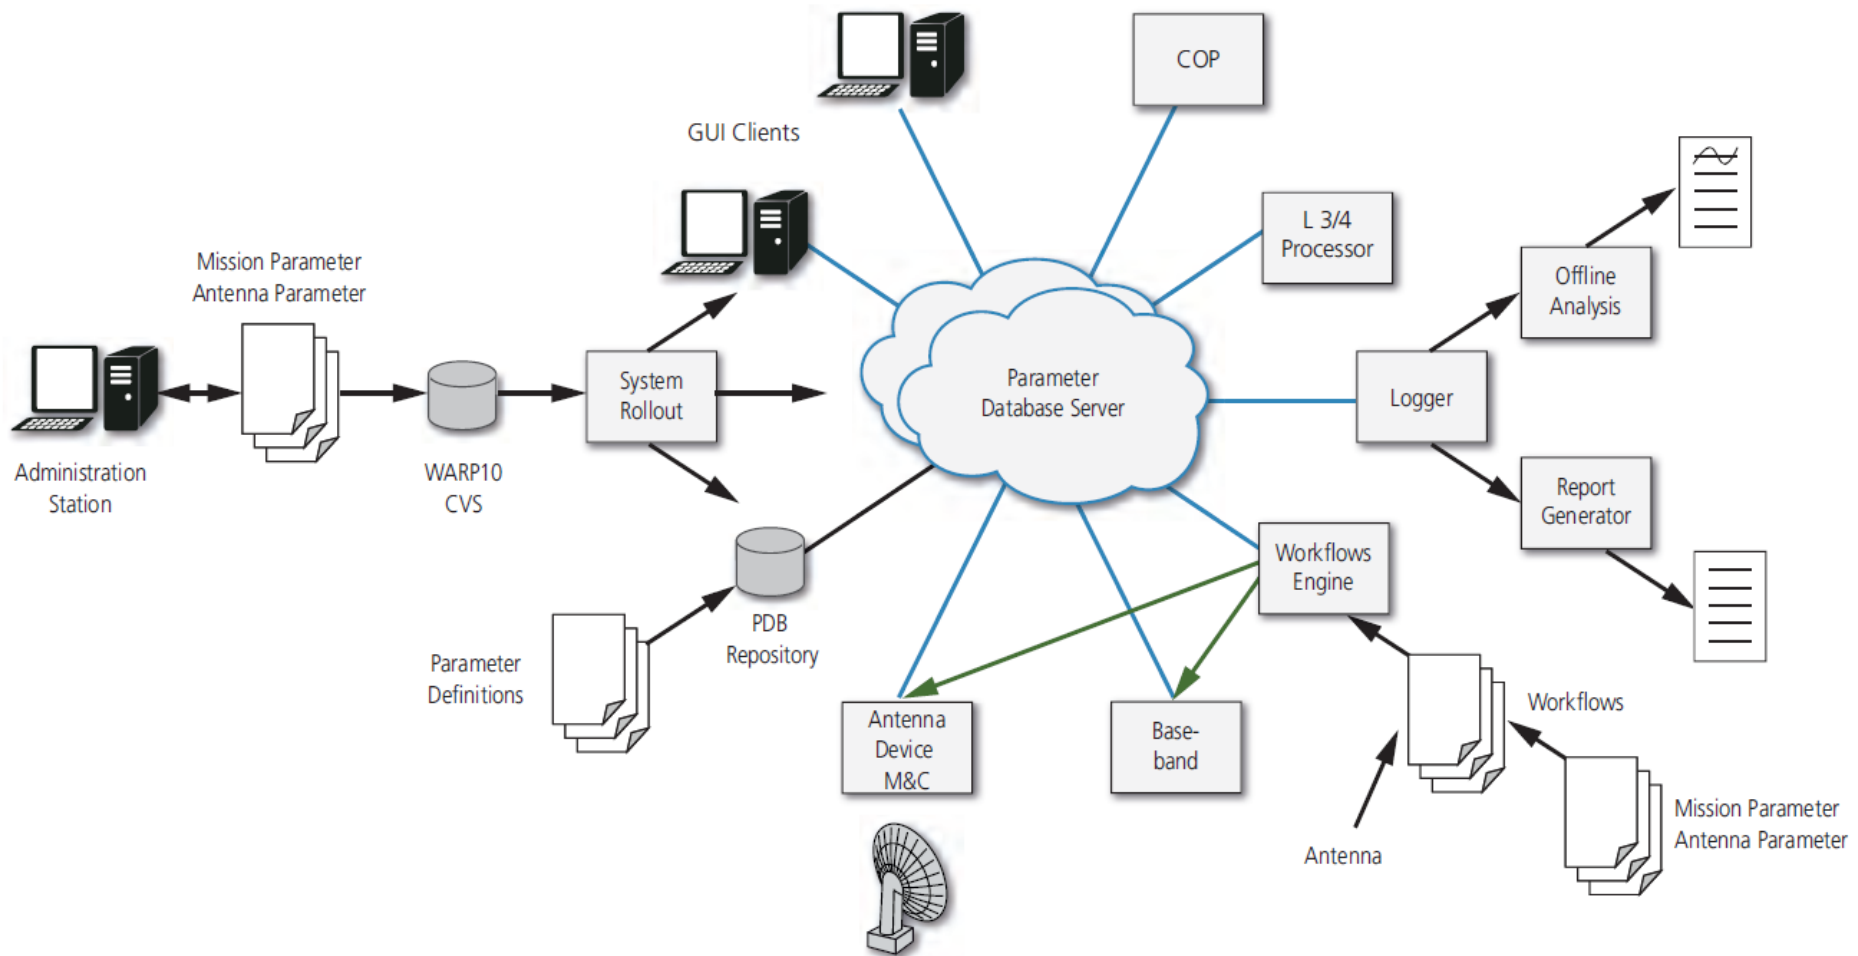 COP
GUI Clients
L 3/4
Processor
Mission Parameter
Antenna Parameter
Offline
Analysis
System
Rollout
Parameter
Database Server
Logger
Administration
Station
WARP10
CVS
Report
Generator
Workflows
Engine
PDB
Repository
Parameter
Definitions
Antenna
Device
M&C
Base-
band
Workflows
Mission Parameter
Antenna Parameter
Antenna